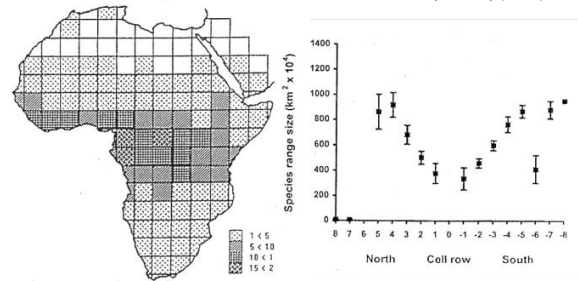 1 < 5
5 < 10
10 < 1
15 < 2
Species range size (km² x 10⁴)
1400
1200
1000
800
600
400
200
0
8 7 6 5 4 3 2 1 0 -1 -2 -3 -4 -5 -6 -7 -8
North Cell row South